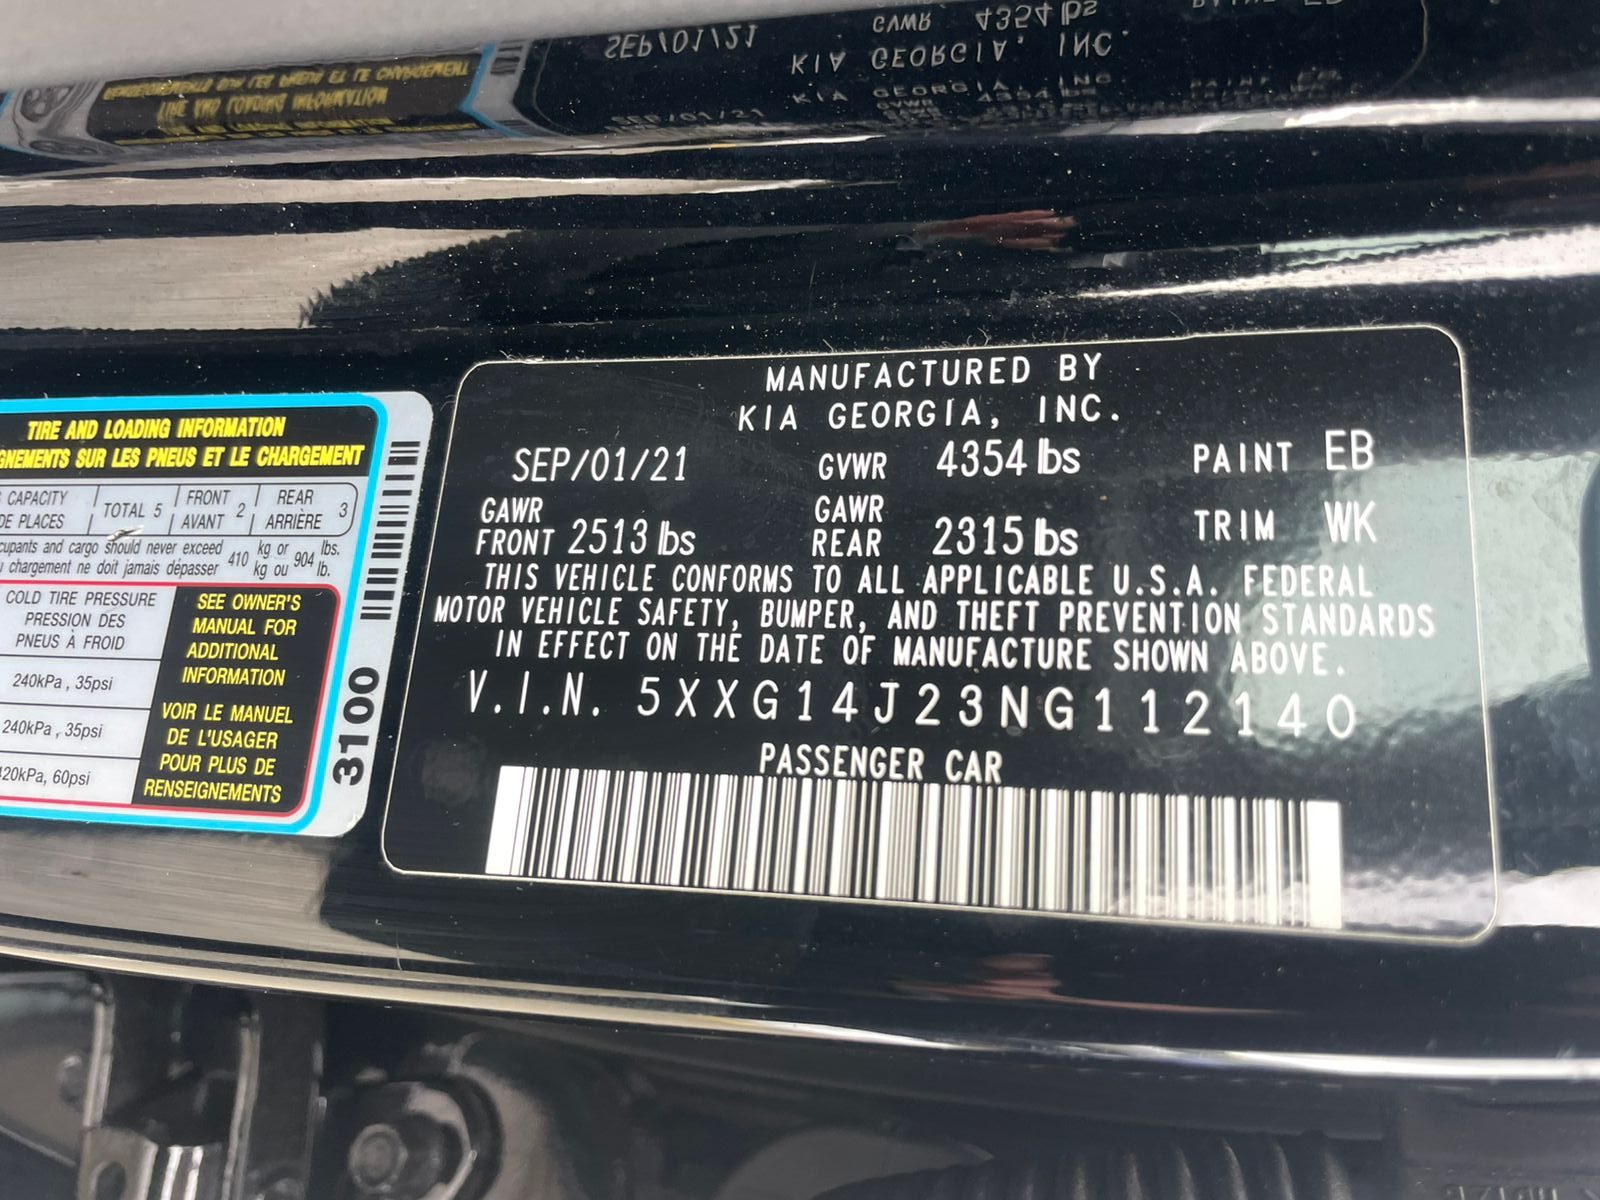 TIRE AND LOADING INFORMATION
SUR LES PNEUS ET LE CHARGEMENT
CAPACITY TOTAL 5 FRONT 2 REAR 3
DE PLACES AVANT ARRIÈRE
and cargo should never exceed 410 kg or 904 lbs.
chargement ne doit jamais dépasser kg ou lb.
COLD TIRE PRESSURE
PRESSION DES
PNEUS À FROID
240kPa , 35psi
240kPa , 35psi
420kPa, 60psi
SEE OWNER'S
MANUAL FOR
ADDITIONAL
INFORMATION
VOIR LE MANUEL
DE L'USAGER
POUR PLUS DE
RENSEIGNEMENTS
3100
MANUFACTURED BY
KIA GEORGIA, INC.
SEP/01/21 GVWR 4354 lbs PAINT EB
GAWR FRONT 2513 lbs GAWR REAR 2315 lbs TRIM WK
THIS VEHICLE CONFORMS TO ALL APPLICABLE U.S.A. FEDERAL
MOTOR VEHICLE SAFETY, BUMPER, AND THEFT PREVENTION STANDARDS
IN EFFECT ON THE DATE OF MANUFACTURE SHOWN ABOVE.
V.I.N. 5XXG14J23NG112140
PASSENGER CAR